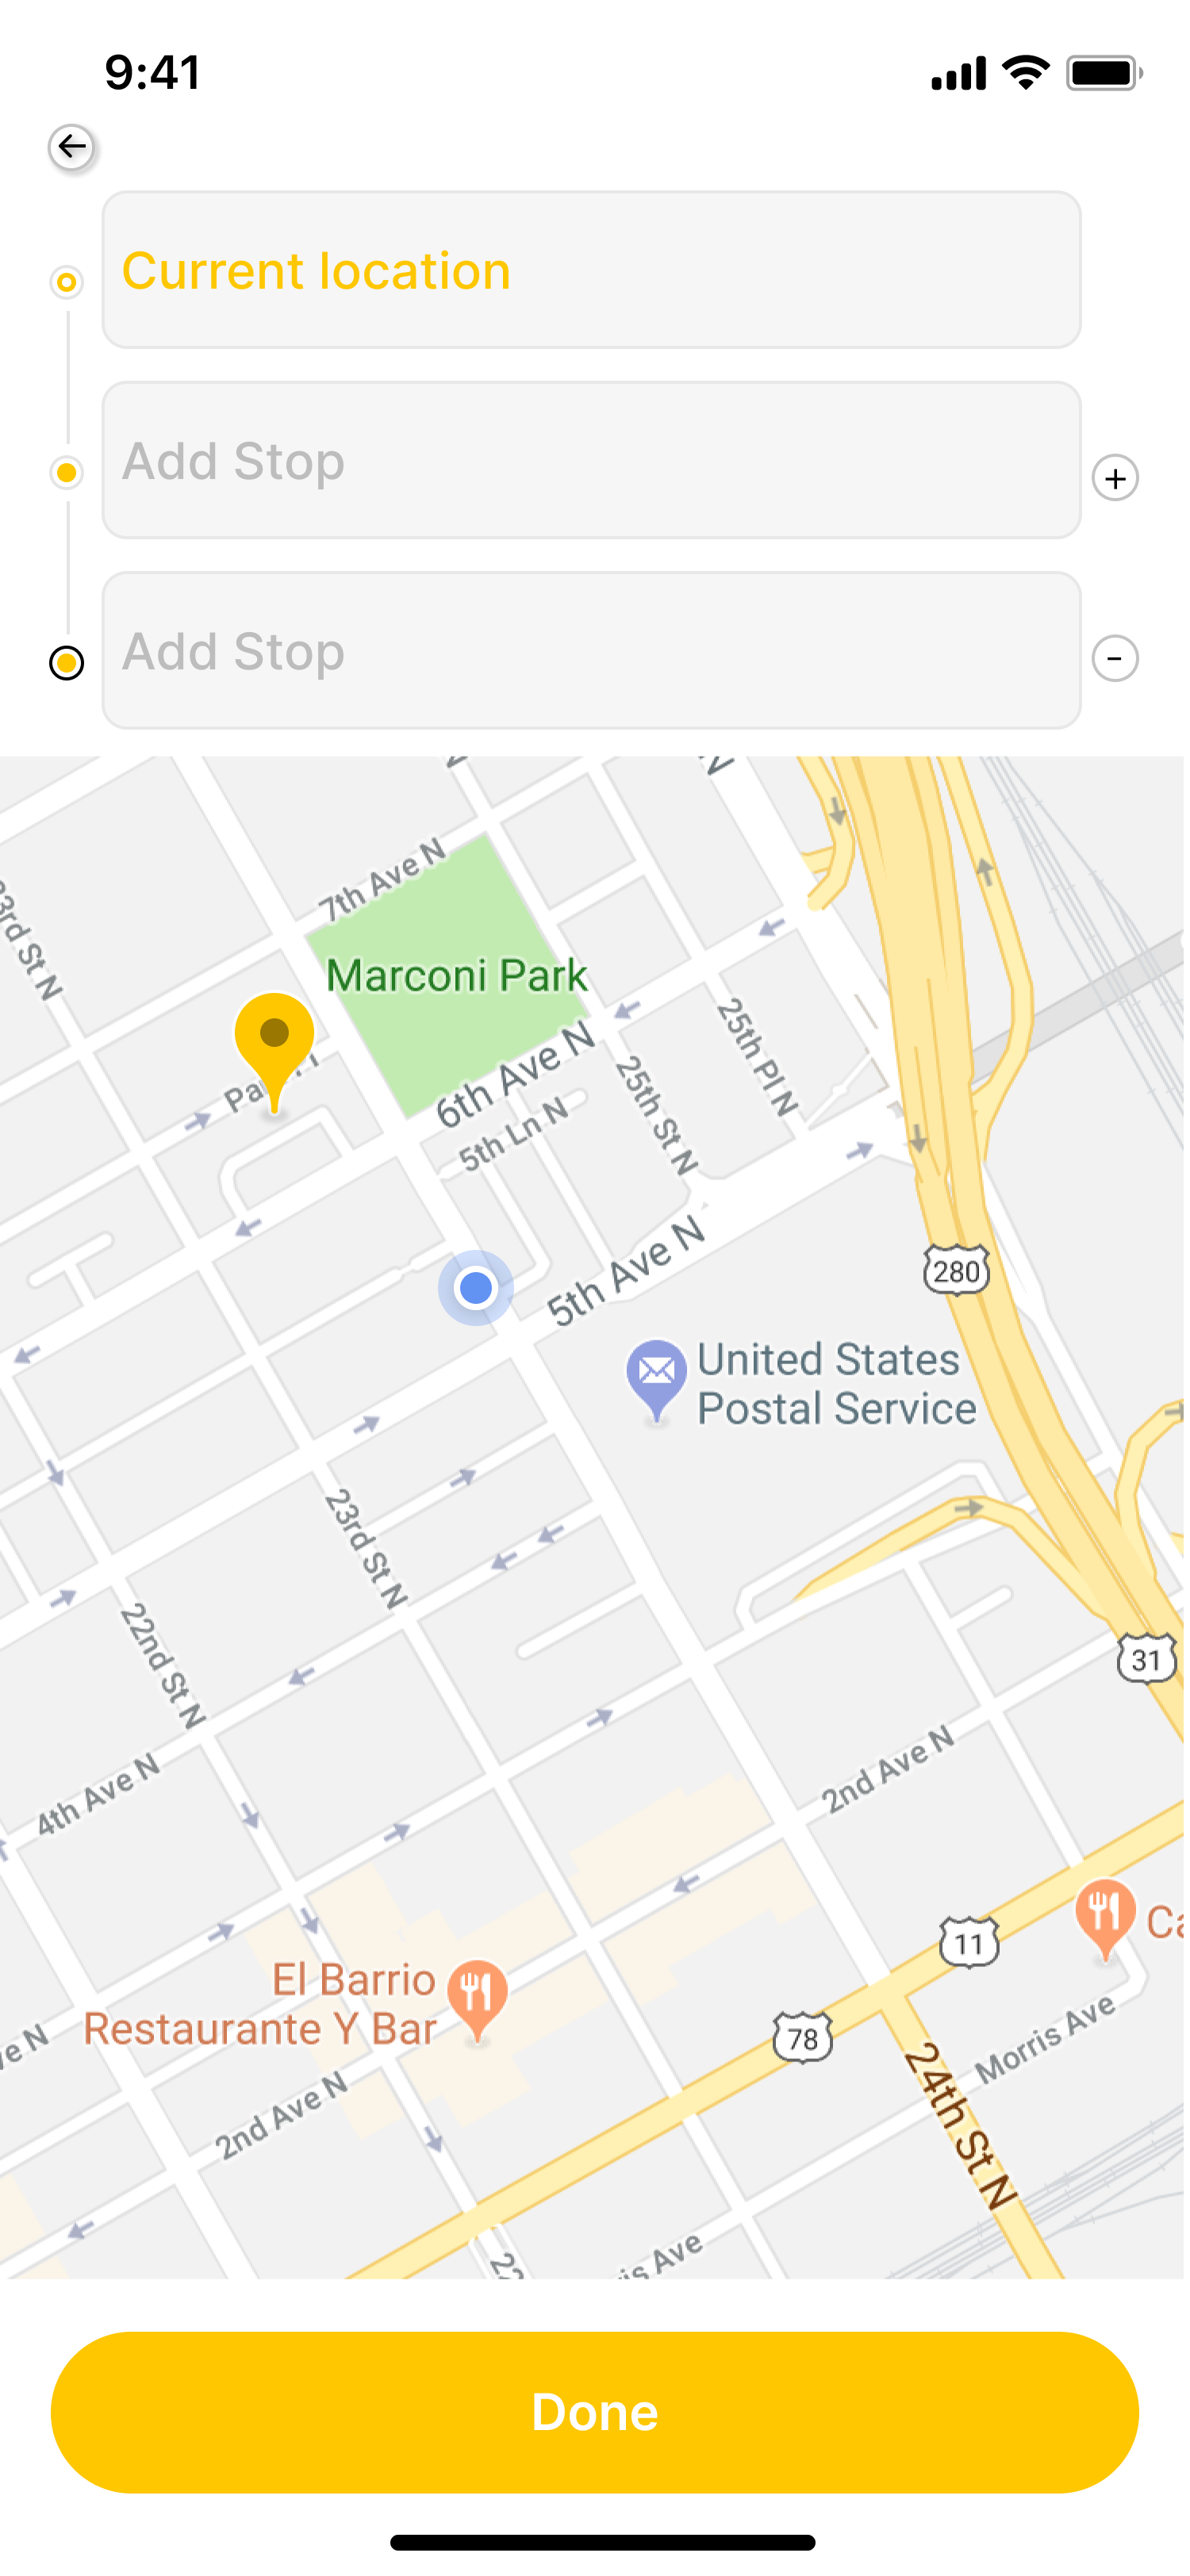 9:41
Current location
Add Stop
+
Add Stop
-
7th Ave N
23rd St N
Marconi Park
6th Ave N
25th Pl N
25th St N
5th Ln N
5th Ave N
280
United States
Postal Service
23rd St N
22nd St N
31
4th Ave N
2nd Ave N
11
El Barrio
Restaurante Y Bar
78
Morris Ave
24th St N
2nd Ave N
Done